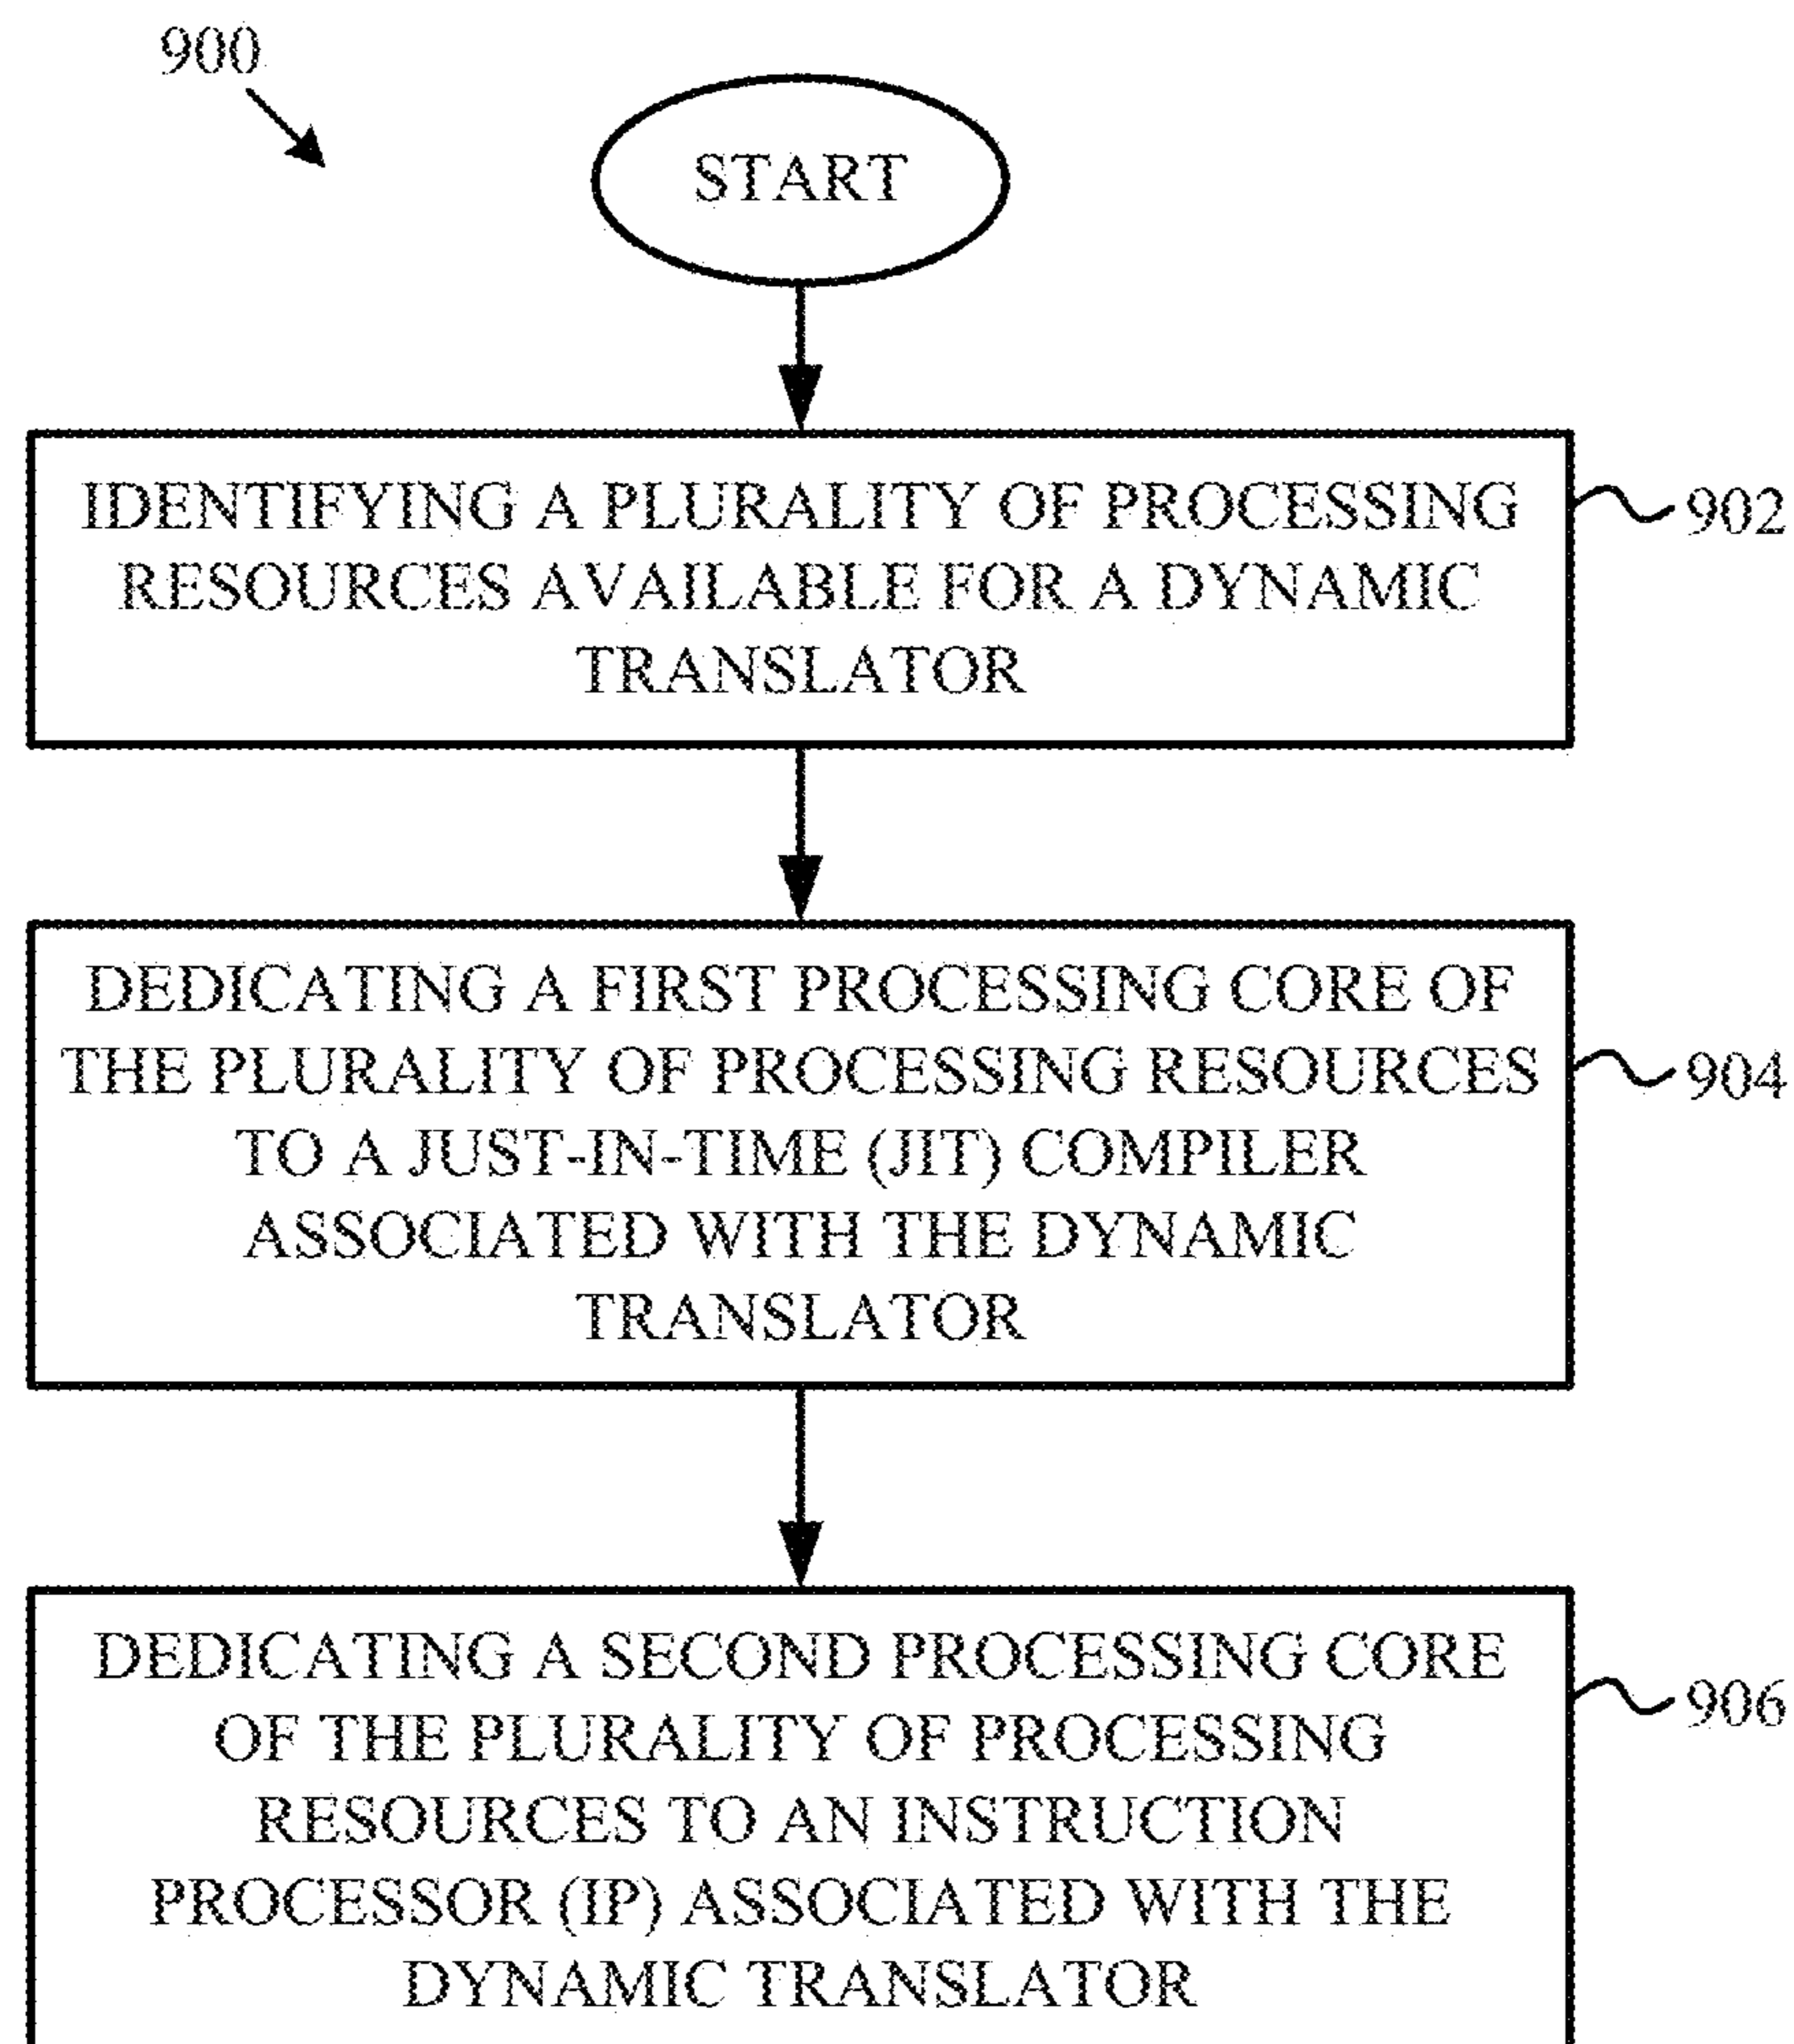 900
START
IDENTIFYING A PLURALITY OF PROCESSING
RESOURCES AVAILABLE FOR A DYNAMIC
TRANSLATOR
902
DEDICATING A FIRST PROCESSING CORE OF
THE PLURALITY OF PROCESSING RESOURCES
TO A JUST-IN-TIME (JIT) COMPILER
ASSOCIATED WITH THE DYNAMIC
TRANSLATOR
904
DEDICATING A SECOND PROCESSING CORE
OF THE PLURALITY OF PROCESSING
RESOURCES TO AN INSTRUCTION
PROCESSOR (IP) ASSOCIATED WITH THE
DYNAMIC TRANSLATOR
906